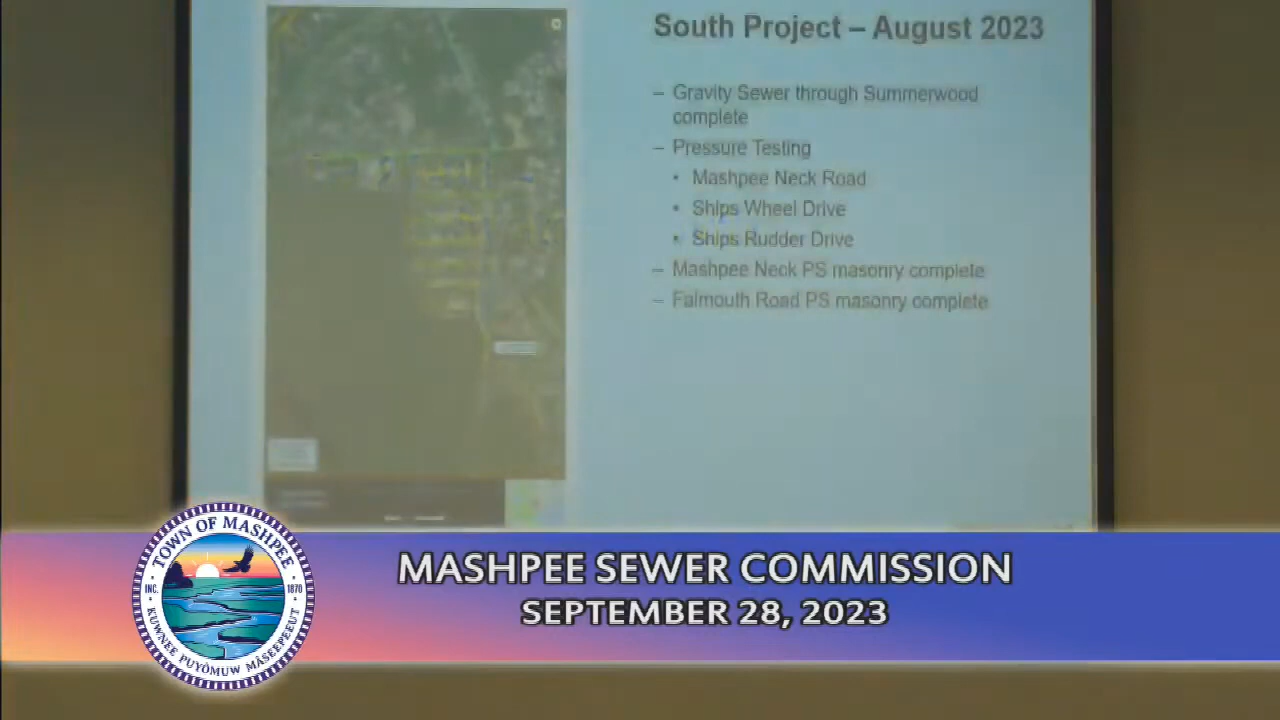 South Project – August 2023
– Gravity Sewer through Summerwood
complete
– Pressure Testing
• Mashpee Neck Road
• Ships Wheel Drive
• Ships Rudder Drive
– Mashpee Neck PS masonry complete
– Falmouth Road PS masonry complete
TOWN OF MASHPEE
INC. 1870
KUWNEE PUYÔMUW MÂSEEPEEUT
MASHPEE SEWER COMMISSION
SEPTEMBER 28, 2023